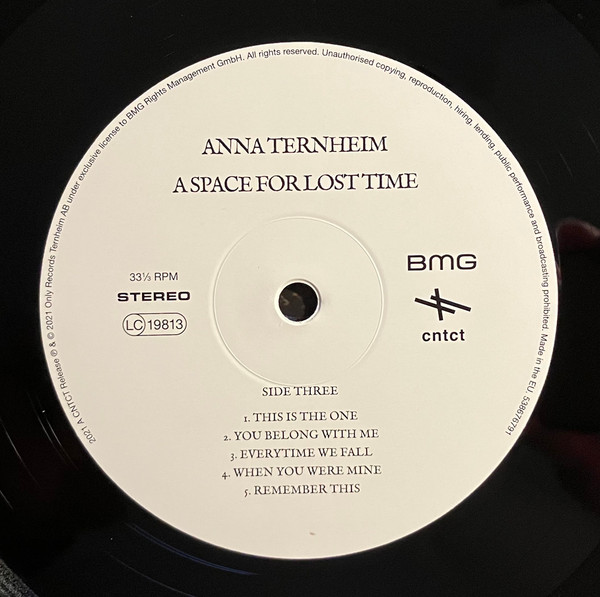 2021 A CNTCT Release ℗ & © 2021 Only Records Ternheim AB under exclusive license to BMG Rights Management GmbH. All rights reserved. Unauthorised copying, reproduction, hiring, lending, public performance and broadcasting prohibited. Made in the EU. 538676791
ANNA TERNHEIM
A SPACE FOR LOST TIME
33⅓ RPM
STEREO
LC 19813
BMG
cntct
SIDE THREE
1. THIS IS THE ONE
2. YOU BELONG WITH ME
3. EVERYTIME WE FALL
4. WHEN YOU WERE MINE
5. REMEMBER THIS